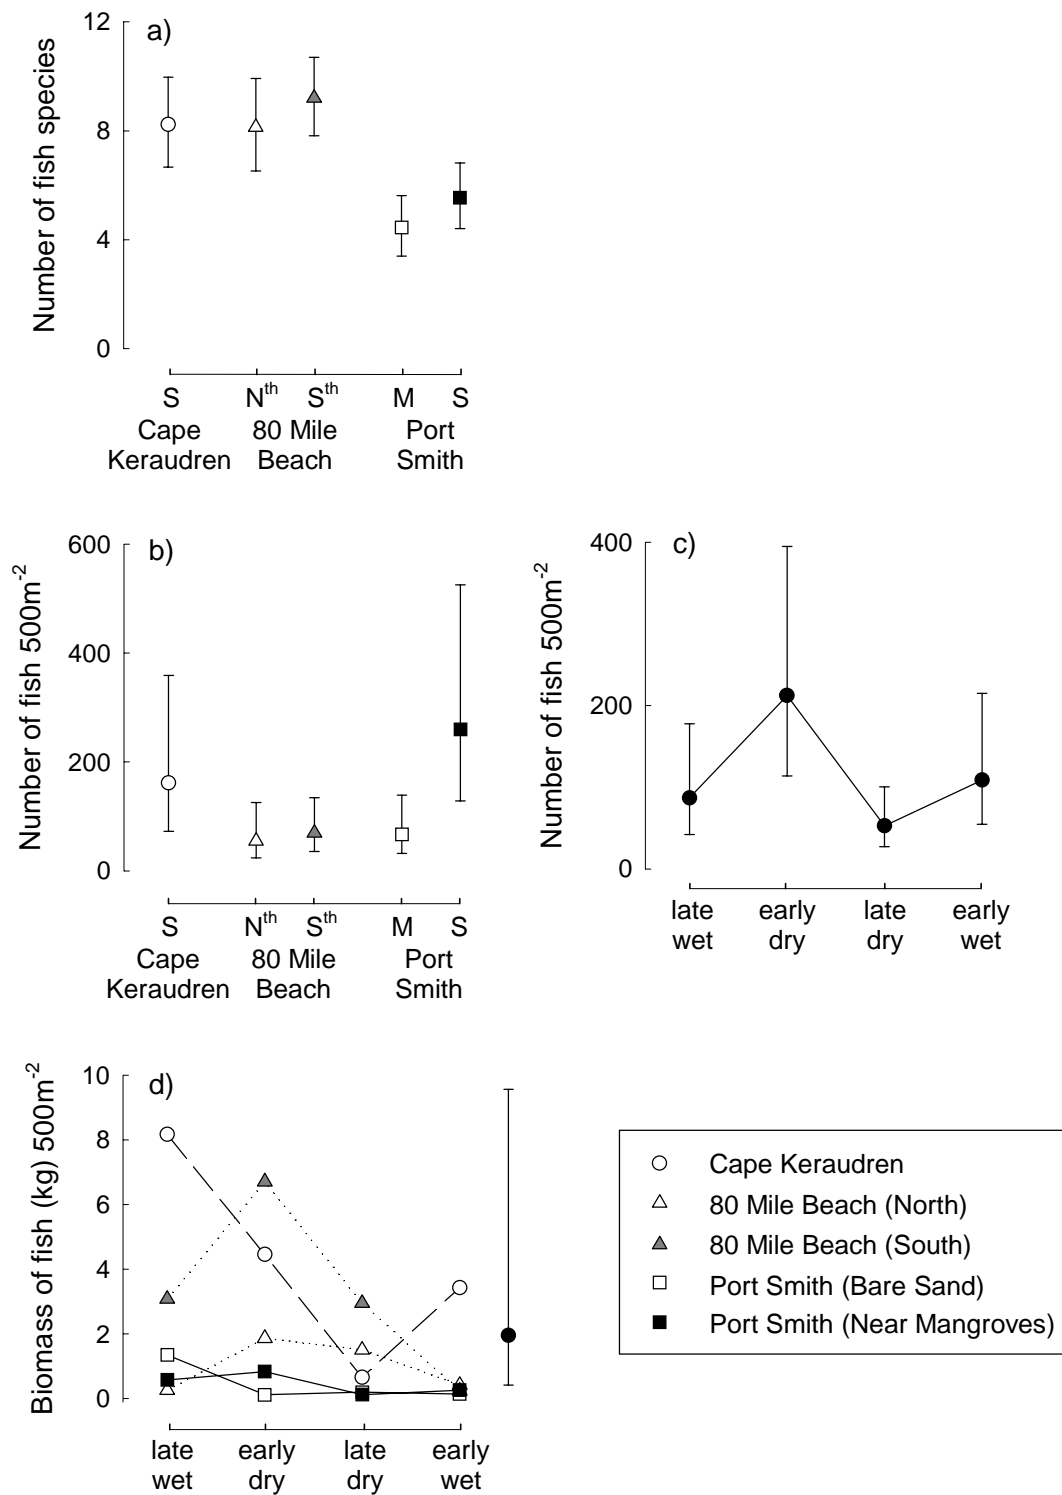 a)
Number of fish species
12
8
4
0
S Nth Sth M S
Cape 80 Mile Port
Keraudren Beach Smith
b)
Number of fish 500m-2
600
400
200
0
S Nth Sth M S
Cape 80 Mile Port
Keraudren Beach Smith
c)
Number of fish 500m-2
400
200
0
late early late early
wet dry dry wet
d)
Biomass of fish (kg) 500m-2
10
8
6
4
2
0
late early late early
wet dry dry wet
Cape Keraudren
80 Mile Beach (North)
80 Mile Beach (South)
Port Smith (Bare Sand)
Port Smith (Near Mangroves)